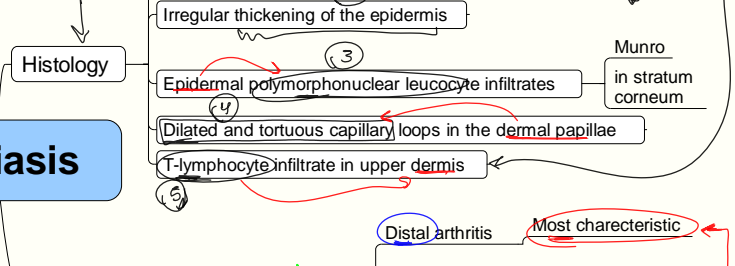 Irregular thickening of the epidermis
3
Munro
Histology
Epidermal polymorphonuclear leucocyte infiltrates
in stratum
corneum
4
Dilated and tortuous capillary loops in the dermal papillae
iasis
T-lymphocyte infiltrate in upper dermis
5
Distal arthritis
Most charecteristic